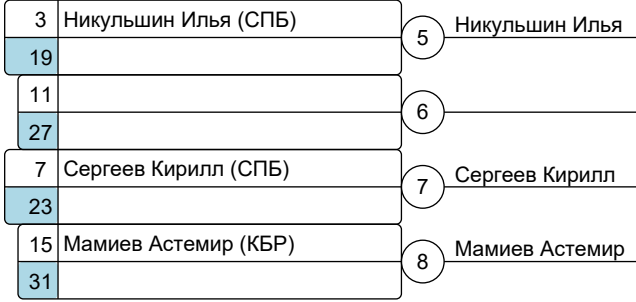 3 Никульшин Илья (СПБ)
19
5 Никульшин Илья
11
27
6
7 Сергеев Кирилл (СПБ)
23
7 Сергеев Кирилл
15 Мамиев Астемир (КБР)
31
8 Мамиев Астемир